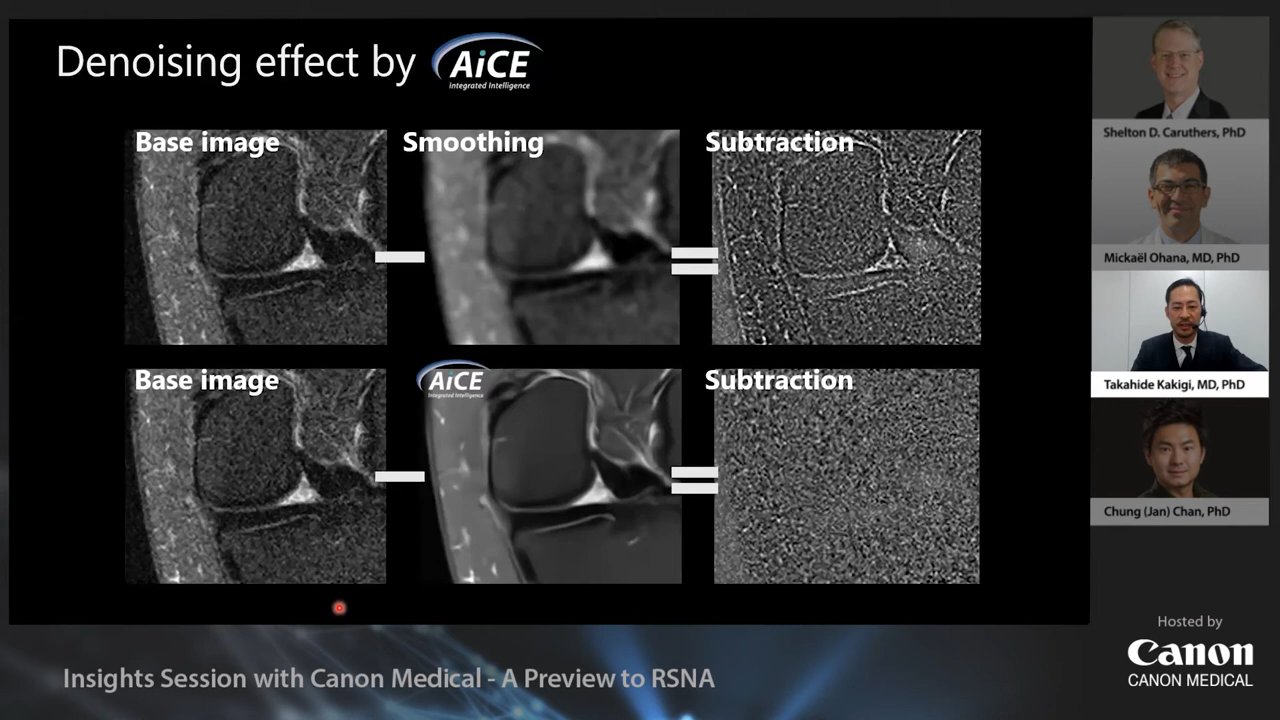 Denoising effect by AiCE
Integrated Intelligence
Base image
Smoothing
Subtraction
Base image
AiCE
Integrated Intelligence
Subtraction
Shelton D. Caruthers, PhD
Mickaël Ohana, MD, PhD
Takahide Kakigi, MD, PhD
Chung (Jan) Chan, PhD
Hosted by
Canon
CANON MEDICAL
Insights Session with Canon Medical - A Preview to RSNA